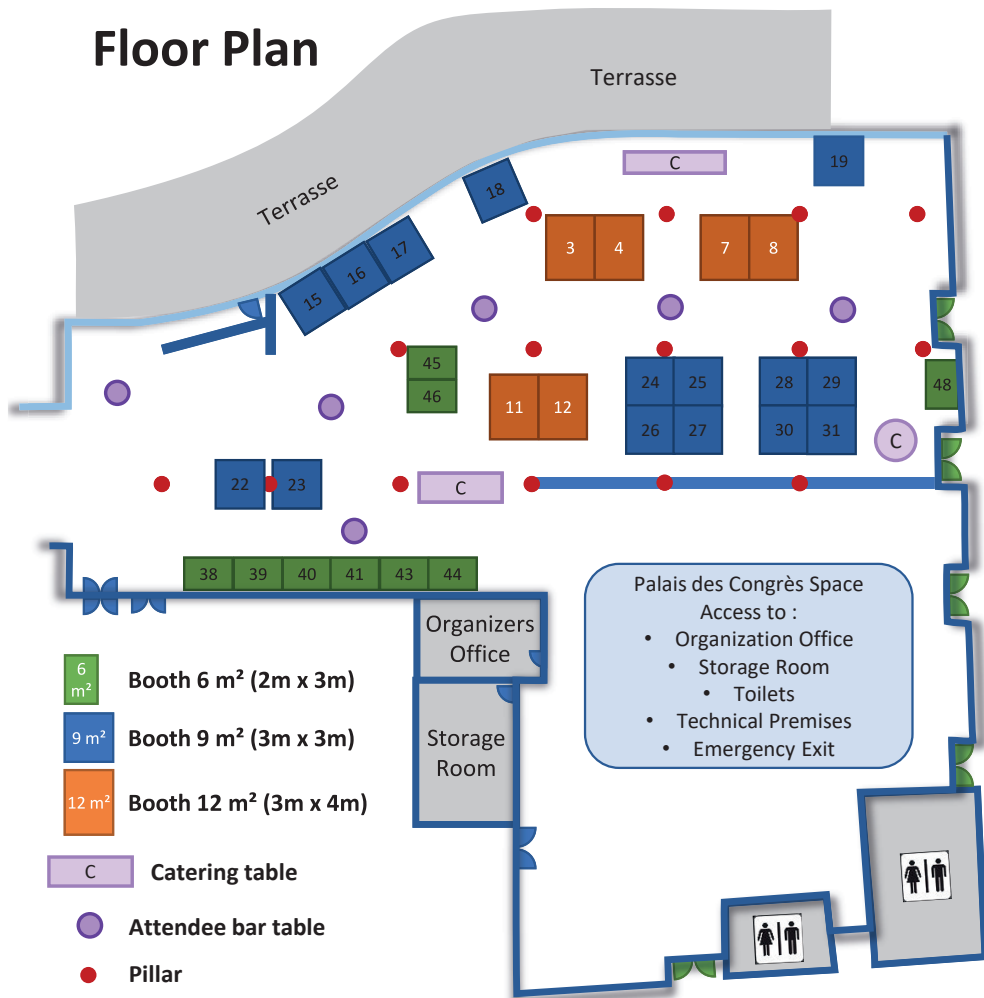 Floor Plan
Terrasse
Terrasse
C
19
18
3 4 7 8
17
16
15
45
46
11 12
24 25
26 27
28 29
30 31
48
C
22 23
C
38 39 40 41 43 44
Organizers
Office
Storage
Room
Palais des Congrès Space
Access to :
• Organization Office
• Storage Room
• Toilets
• Technical Premises
• Emergency Exit
6
m²
Booth 6 m² (2m x 3m)
9 m² Booth 9 m² (3m x 3m)
12 m² Booth 12 m² (3m x 4m)
C Catering table
Attendee bar table
Pillar